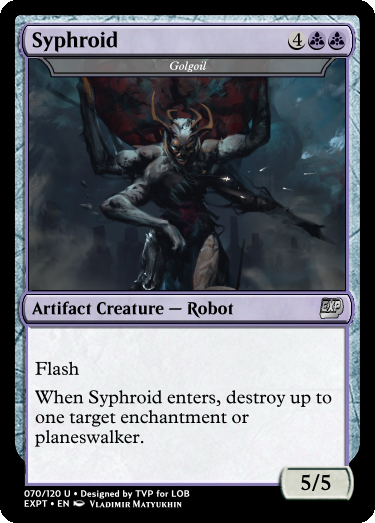 Syphroid 4
Golgoil
Artifact Creature — Robot
EXP
Flash
When Syphroid enters, destroy up to
one target enchantment or
planeswalker.
5/5
070/120 U • Designed by TVP for LOB
EXPT • EN Vladimir Matyukhin